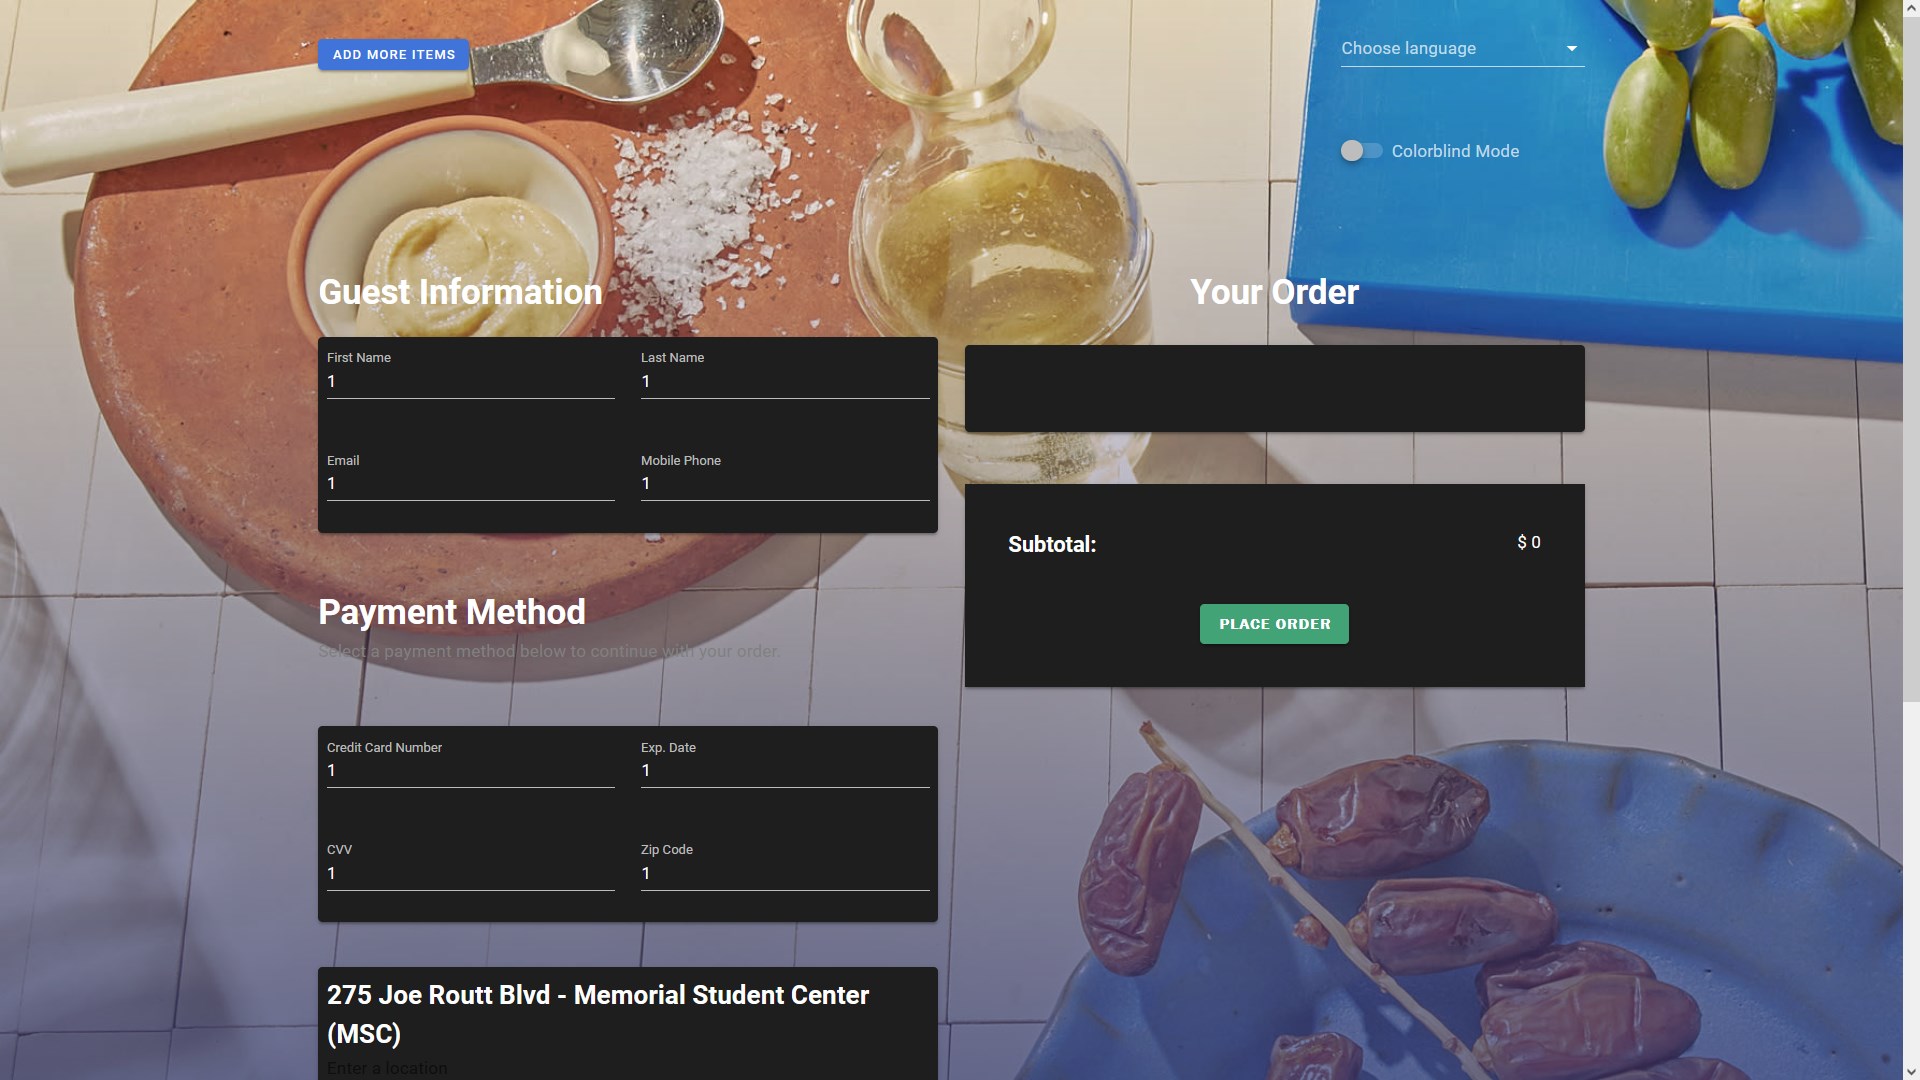 ADD MORE ITEMS
Choose language
Colorblind Mode
Guest Information
Your Order
First Name
Last Name
1
1
Email
Mobile Phone
1
1
Subtotal:
$ 0
PLACE ORDER
Payment Method
Select a payment method below to continue with your order.
Credit Card Number
Exp. Date
1
1
CVV
Zip Code
1
1
275 Joe Routt Blvd - Memorial Student Center
(MSC)
Enter a location